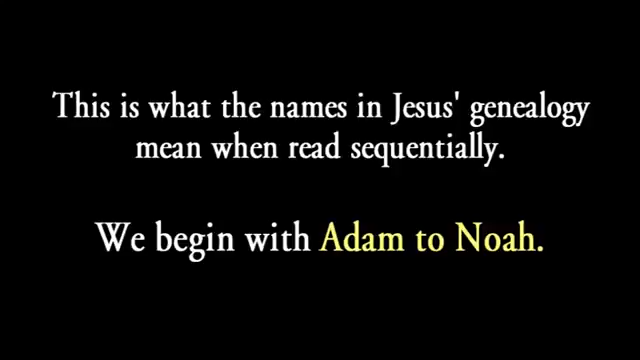 This is what the names in Jesus' genealogy
mean when read sequentially.
We begin with Adam to Noah.